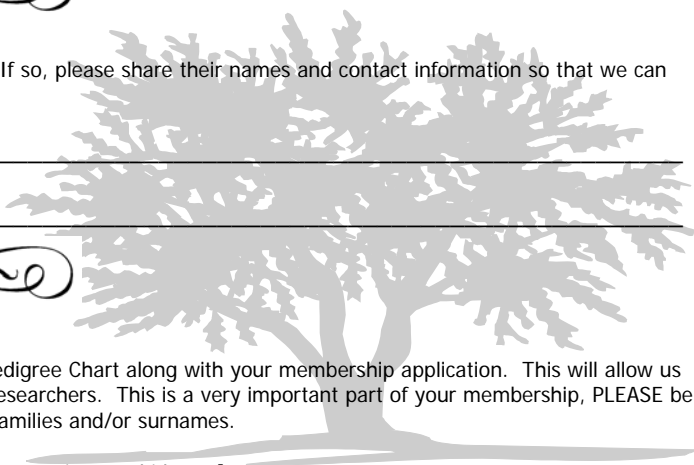 If so, please share their names and contact information so that we can
edigree Chart along with your membership application. This will allow us
esearchers. This is a very important part of your membership, PLEASE be
amilies and/or surnames.